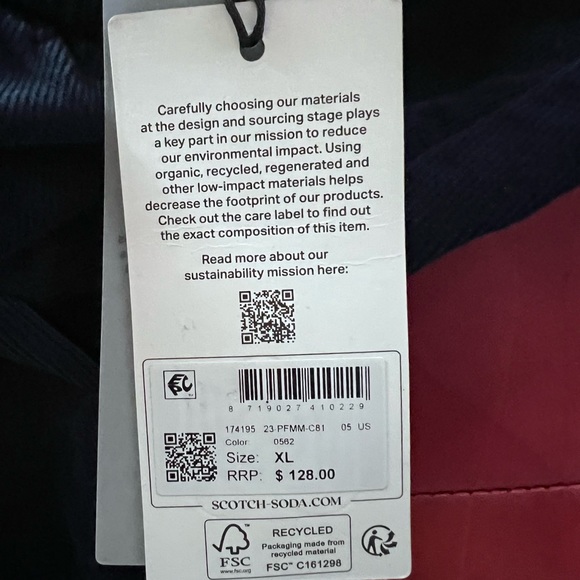 Carefully choosing our materials
at the design and sourcing stage plays
a key part in our mission to reduce
our environmental impact. Using
organic, recycled, regenerated and
other low-impact materials helps
decrease the footprint of our products.
Check out the care label to find out
the exact composition of this item.
Read more about our
sustainability mission here:
8 719027 410229
174195 23-PFMM-C81 05 US
Color: 0562
Size: XL
RRP: $ 128.00
SCOTCH-SODA.COM
FSC
www.fsc.org
RECYCLED
Packaging made from
recycled material
FSC™ C161298